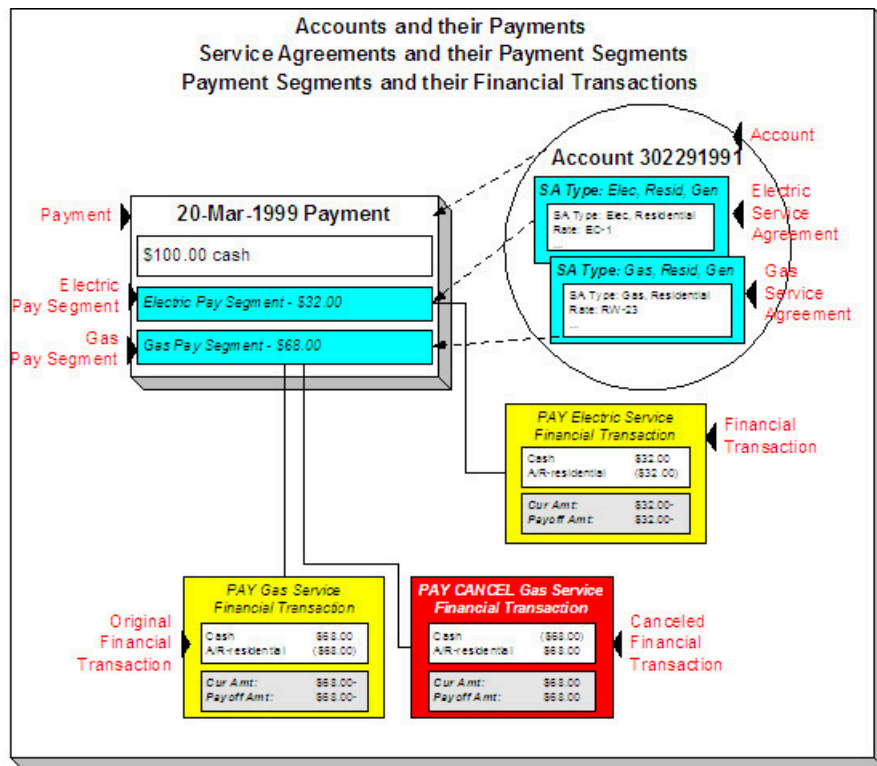 Accounts and their Payments
Service Agreements and their Payment Segments
Payment Segments and their Financial Transactions
Account
Account 302291991
SA Type: Elec, Resid, Gen
SA Type: Elec, Residential
Rate: EC-1
...
Electric
Service
Agreement
SA Type: Gas, Resid, Gen
SA Type: Gas, Residential
Rate: RW-23
...
Gas
Service
Agreement
Payment
20-Mar-1999 Payment
$100.00 cash
Electric
Pay Segment
Electric Pay Segment - $32.00
Gas
Pay Segment
Gas Pay Segment - $68.00
PAY Electric Service
Financial Transaction
Cash $32.00
A/R-residential ($32.00)
Cur Amt: $32.00-
Payoff Amt: $32.00-
Financial
Transaction
Original
Financial
Transaction
PAY Gas Service
Financial Transaction
Cash $68.00
A/R-residential ($68.00)
Cur Amt: $68.00-
Payoff Amt: $68.00-
PAY CANCEL Gas Service
Financial Transaction
Cash ($68.00)
A/R-residential $68.00
Cur Amt: $68.00
Payoff Amt: $68.00
Canceled
Financial
Transaction